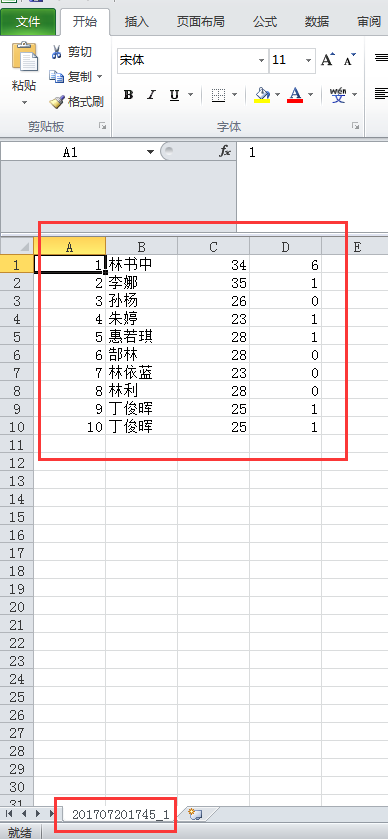 文件 开始 插入 页面布局 公式 数据 审阅
粘贴 剪切 复制 格式刷
宋体 11 A A
B I U A wén 文
剪贴板 字体
A1 fx 1
A B C D E
1 1 林书中 34 6
2 2 李娜 35 1
3 3 孙杨 26 0
4 4 朱婷 23 1
5 5 惠若琪 28 1
6 6 郜林 28 0
7 7 林依蓝 23 0
8 8 林利 28 0
9 9 丁俊晖 25 1
10 10 丁俊晖 25 1
11
12
13
14
15
16
17
18
19
20
21
22
23
24
25
26
27
28
29
30
31
201707201745_1
就绪